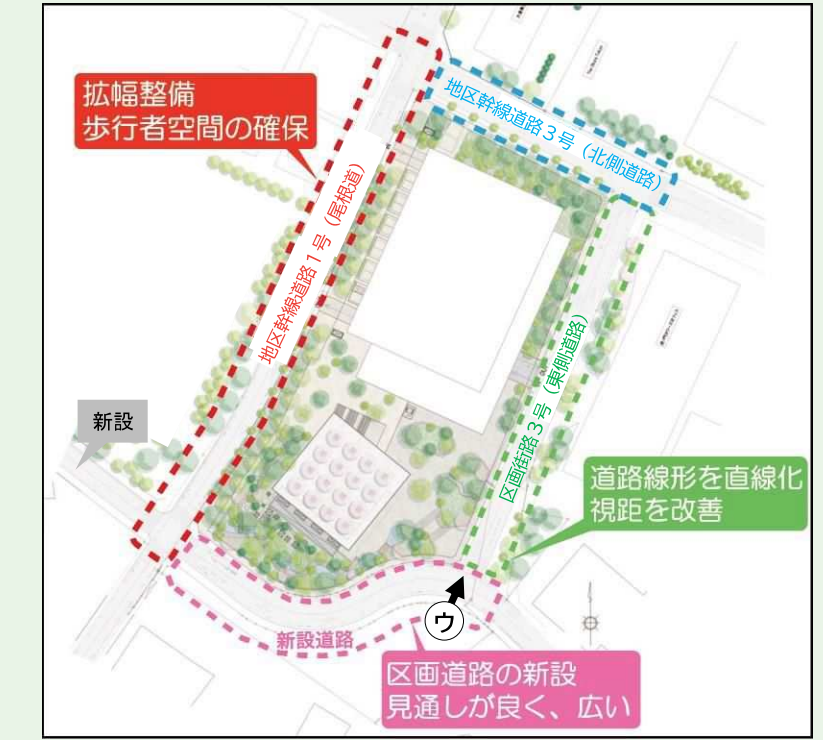 拡幅整備
歩行者空間の確保
地区幹線道路３号（北側道路）
地区幹線道路１号（尾根道）
区画街路３号（東側道路）
新設
道路線形を直線化
視距を改善
ウ
新設道路
区画道路の新設
見通しが良く、広い